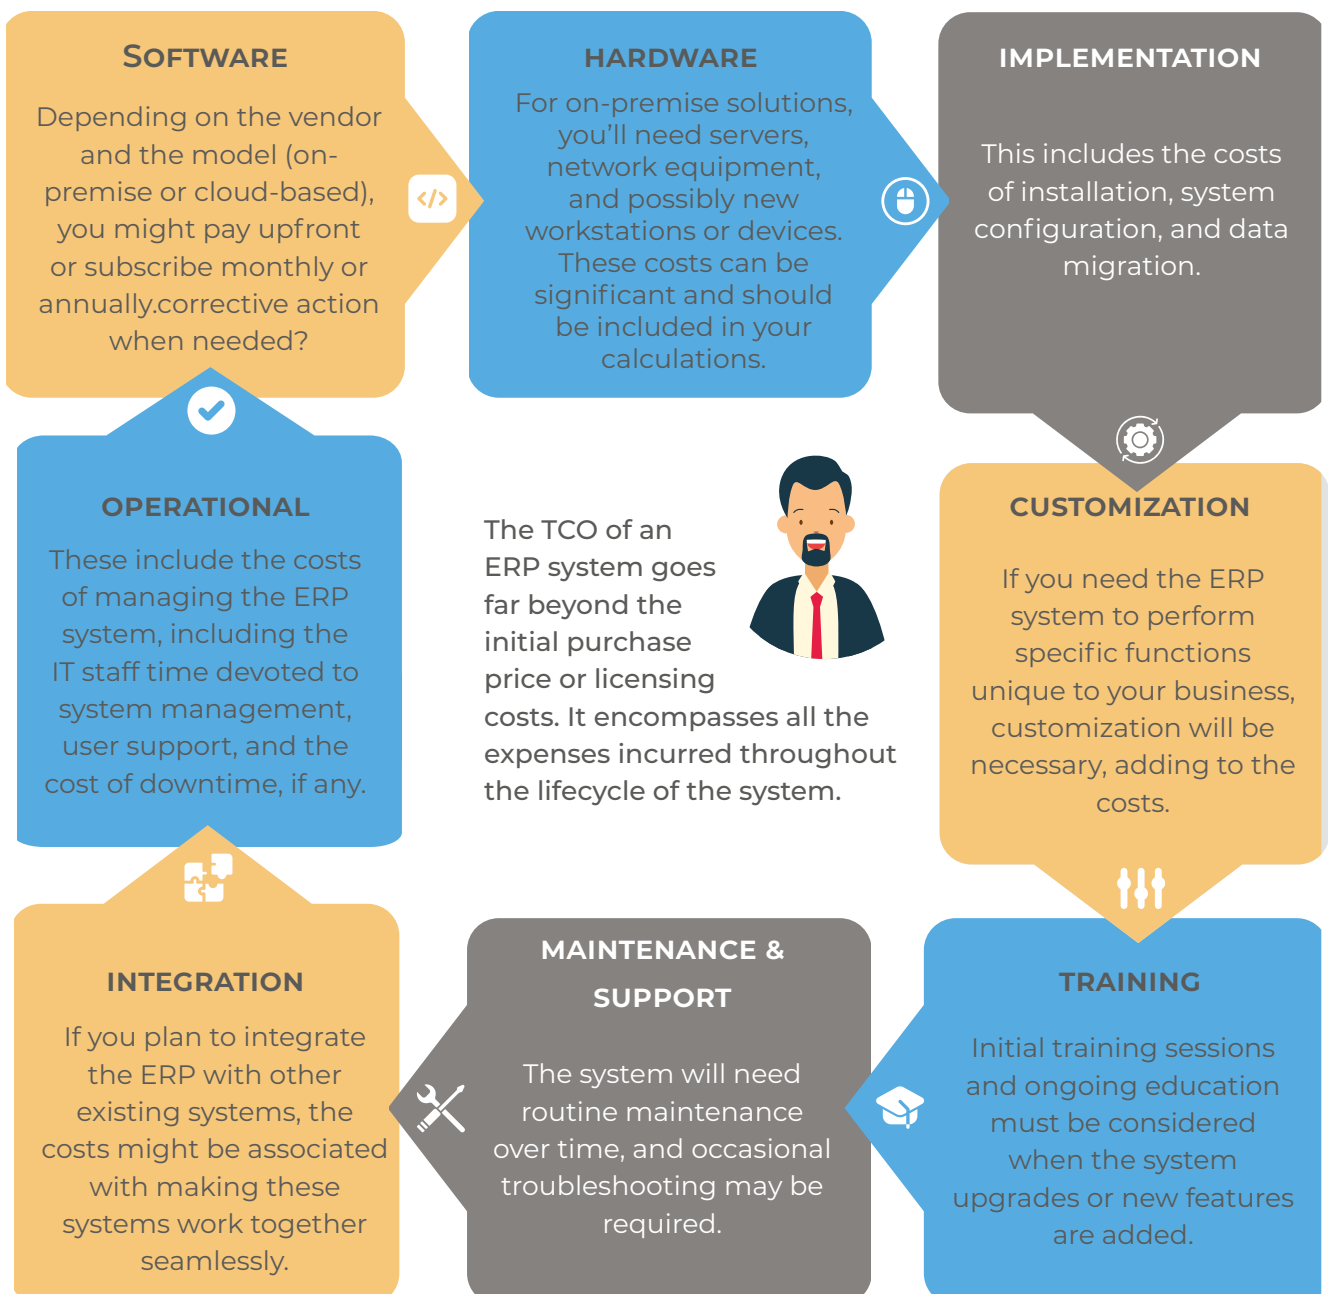 SOFTWARE
Depending on the vendor
and the model (on-
premise or cloud-based),
you might pay upfront
or subscribe monthly or
annually.corrective action
when needed?
HARDWARE
For on-premise solutions,
you'll need servers,
network equipment,
and possibly new
workstations or devices.
These costs can be
significant and should
be included in your
calculations.
IMPLEMENTATION
This includes the costs
of installation, system
configuration, and data
migration.
OPERATIONAL
These include the costs
of managing the ERP
system, including the
IT staff time devoted to
system management,
user support, and the
cost of downtime, if any.
The TCO of an
ERP system goes
far beyond the
initial purchase
price or licensing
costs. It encompasses all the
expenses incurred throughout
the lifecycle of the system.
CUSTOMIZATION
If you need the ERP
system to perform
specific functions
unique to your business,
customization will be
necessary, adding to the
costs.
INTEGRATION
If you plan to integrate
the ERP with other
existing systems, the
costs might be associated
with making these
systems work together
seamlessly.
MAINTENANCE &
SUPPORT
The system will need
routine maintenance
over time, and occasional
troubleshooting may be
required.
TRAINING
Initial training sessions
and ongoing education
must be considered
when the system
upgrades or new features
are added.